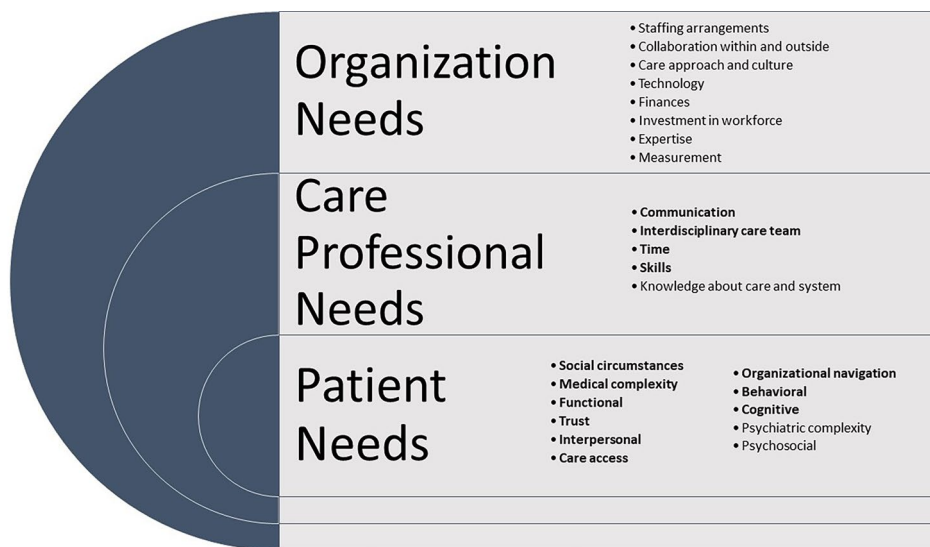 Organization
Needs
• Staffing arrangements
• Collaboration within and outside
• Care approach and culture
• Technology
• Finances
• Investment in workforce
• Expertise
• Measurement
Care
Professional
Needs
• Communication
• Interdisciplinary care team
• Time
• Skills
• Knowledge about care and system
Patient
Needs
• Social circumstances
• Medical complexity
• Functional
• Trust
• Interpersonal
• Care access
• Organizational navigation
• Behavioral
• Cognitive
• Psychiatric complexity
• Psychosocial